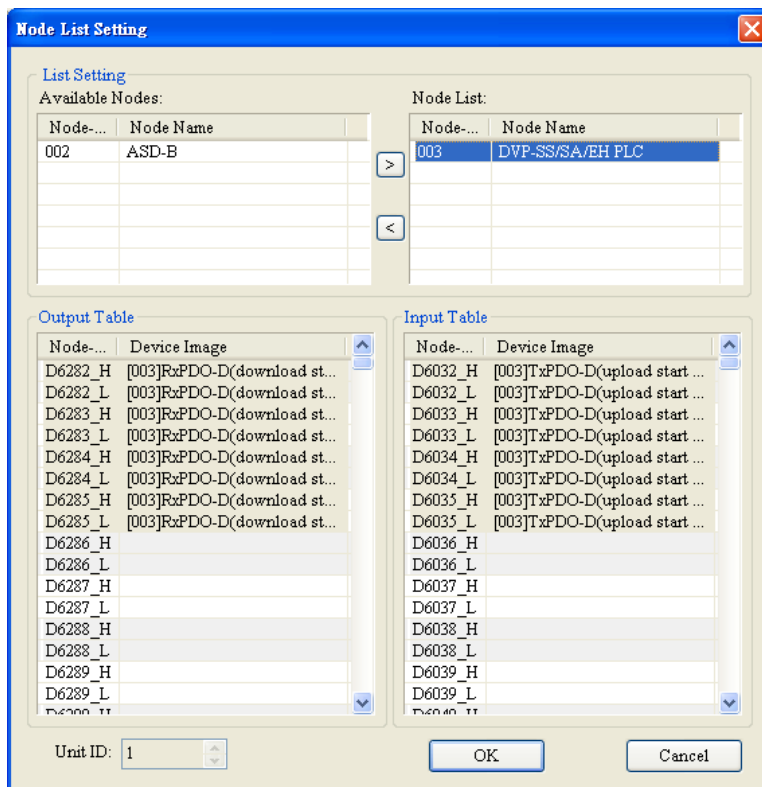 Node List Setting
List Setting
Available Nodes:
Node-... Node Name
002 ASD-B
>
<
Node List:
Node-... Node Name
003 DVP-SS/SA/EH PLC
Output Table
Node-... Device Image
D6282_H [003]RxPDO-D(download st...
D6282_L [003]RxPDO-D(download st...
D6283_H [003]RxPDO-D(download st...
D6283_L [003]RxPDO-D(download st...
D6284_H [003]RxPDO-D(download st...
D6284_L [003]RxPDO-D(download st...
D6285_H [003]RxPDO-D(download st...
D6285_L [003]RxPDO-D(download st...
D6286_H
D6286_L
D6287_H
D6287_L
D6288_H
D6288_L
D6289_H
D6289_L
Input Table
Node-... Device Image
D6032_H [003]TxPDO-D(upload start ...
D6032_L [003]TxPDO-D(upload start ...
D6033_H [003]TxPDO-D(upload start ...
D6033_L [003]TxPDO-D(upload start ...
D6034_H [003]TxPDO-D(upload start ...
D6034_L [003]TxPDO-D(upload start ...
D6035_H [003]TxPDO-D(upload start ...
D6035_L [003]TxPDO-D(upload start ...
D6036_H
D6036_L
D6037_H
D6037_L
D6038_H
D6038_L
D6039_H
D6039_L
Unit ID: 1
OK
Cancel